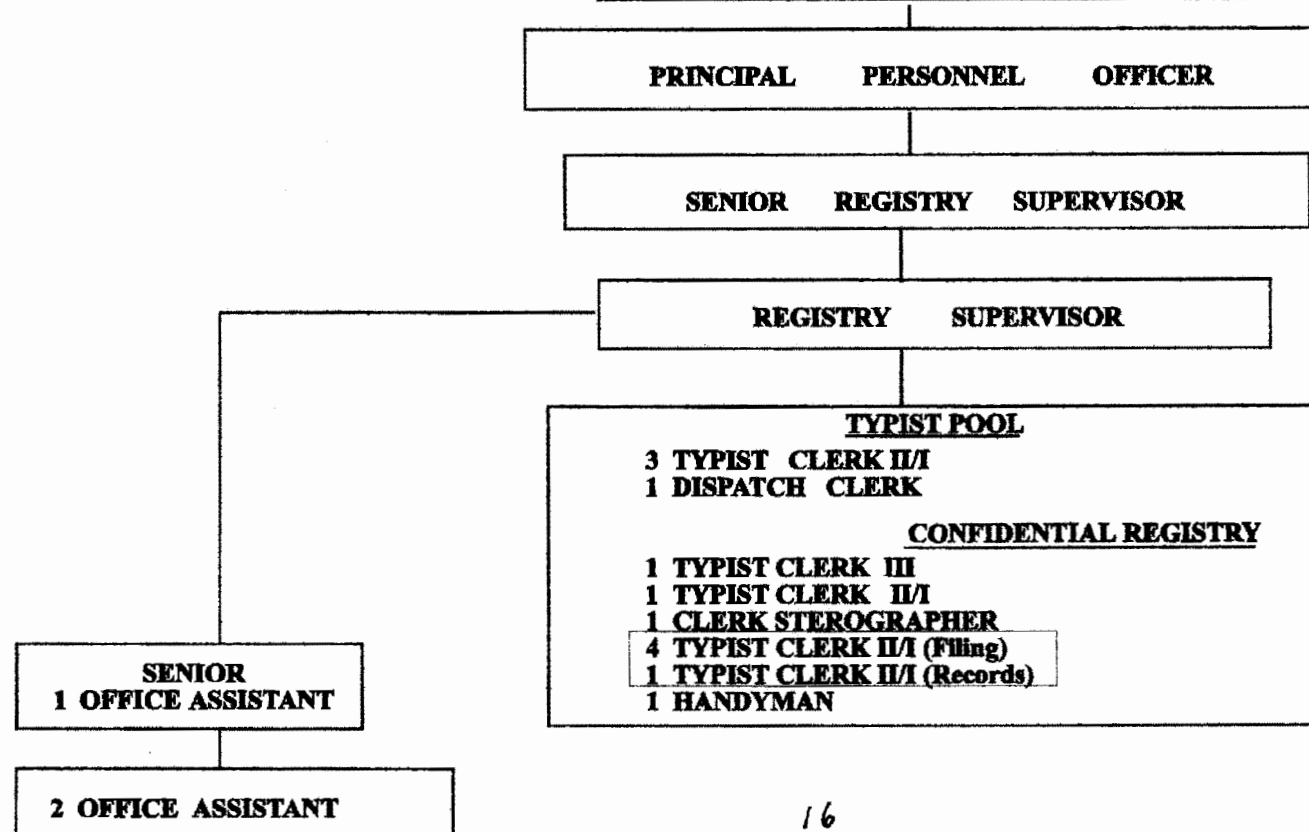 PRINCIPAL PERSONNEL OFFICER
SENIOR REGISTRY SUPERVISOR
REGISTRY SUPERVISOR
TYPIST POOL
3 TYPIST CLERK II/I
1 DISPATCH CLERK
CONFIDENTIAL REGISTRY
1 TYPIST CLERK III
1 TYPIST CLERK II/I
1 CLERK STEROGRAPHER
4 TYPIST CLERK II/I (Filing)
1 TYPIST CLERK II/I (Records)
1 HANDYMAN
SENIOR
1 OFFICE ASSISTANT
2 OFFICE ASSISTANT
16